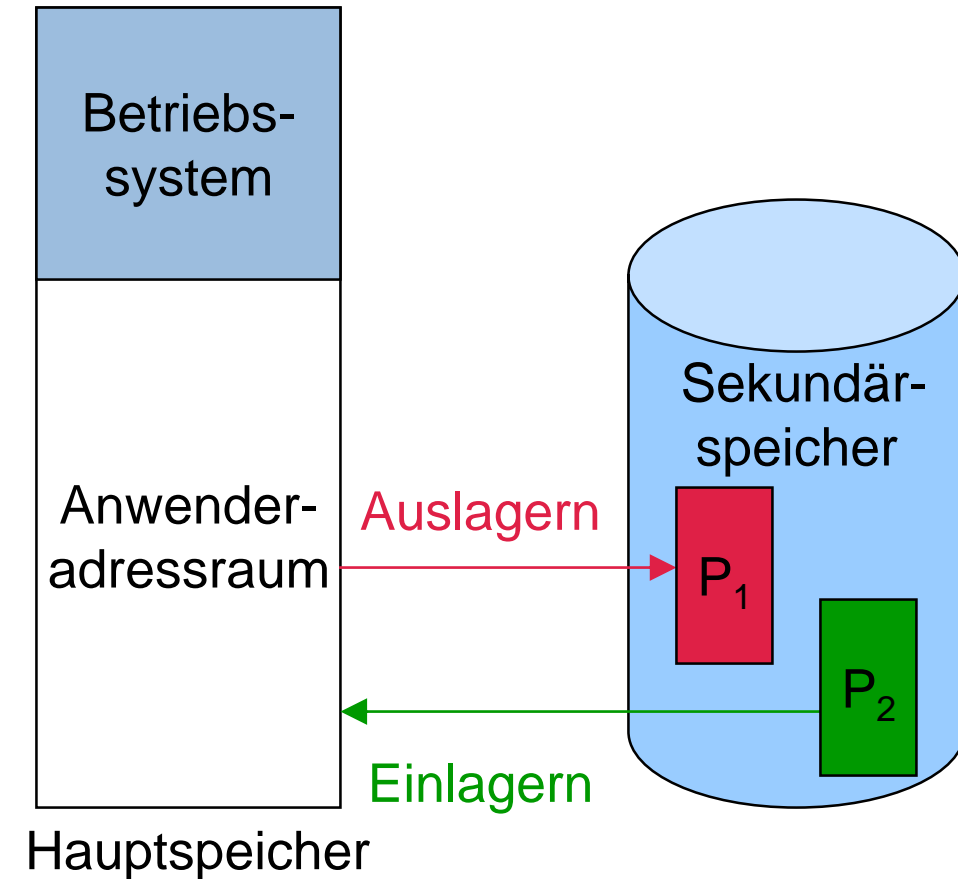 Betriebs-
system
Anwender-
adressraum
Auslagern
Einlagern
Sekundär-
speicher
P₁
P₂
Hauptspeicher